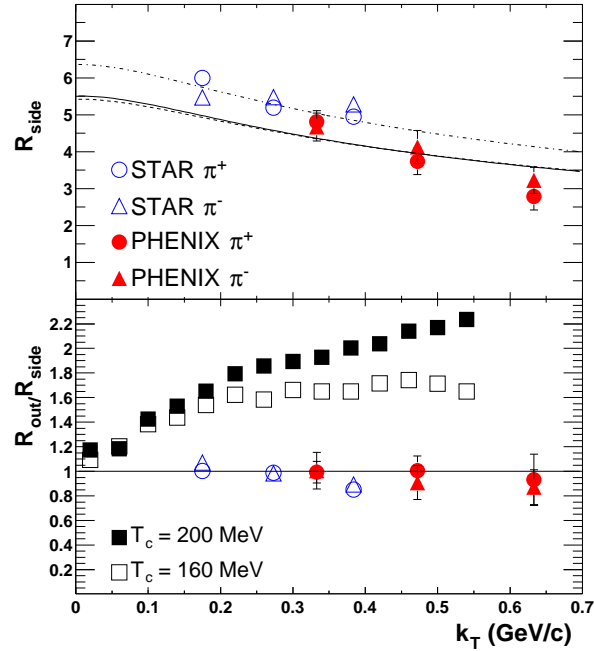 R_side
7
6
5
4
3
2
1
STAR π⁺
STAR π⁻
PHENIX π⁺
PHENIX π⁻
R_out/R_side
2.2
2
1.8
1.6
1.4
1.2
1
0.8
0.6
0.4
0.2
T_c = 200 MeV
T_c = 160 MeV
0 0.1 0.2 0.3 0.4 0.5 0.6 0.7
k_T (GeV/c)